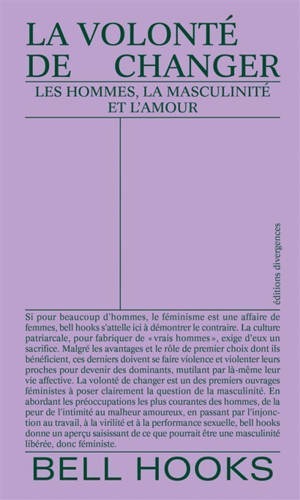 LA VOLONTÉ
DE CHANGER
LES HOMMES, LA MASCULINITÉ
ET L'AMOUR
éditions divergences
Si pour beaucoup d'hommes, le féminisme est une affaire de
femmes, bell hooks s'attelle ici à démontrer le contraire. La culture
patriarcale, pour fabriquer de « vrais hommes », exige d'eux un
sacrifice. Malgré les avantages et le rôle de premier choix dont ils
bénéficient, ces derniers doivent se faire violence et violenter leurs
proches pour devenir des dominants, mutilant par là-même leur
vie affective. La volonté de changer est un des premiers ouvrages
féministes à poser clairement la question de la masculinité. En
abordant les préoccupations les plus courantes des hommes, de la
peur de l'intimité au malheur amoureux, en passant par l'injonc-
tion au travail, à la virilité et à la performance sexuelle, bell hooks
donne un aperçu saisissant de ce que pourrait être une masculinité
libérée, donc féministe.
BELL HOOKS